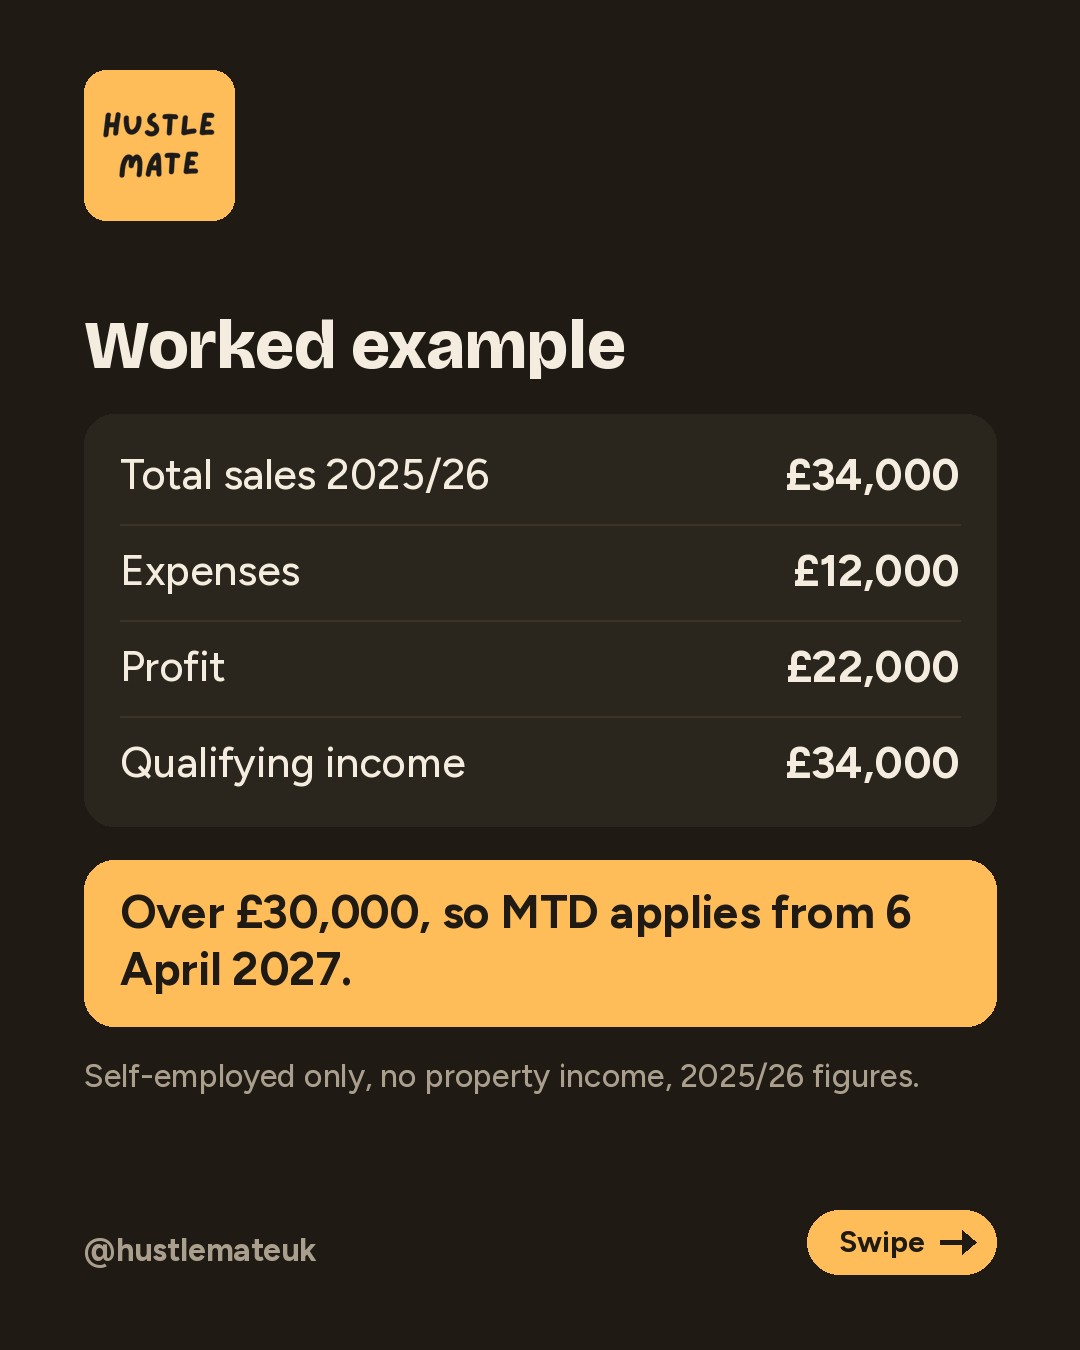 HUSTLE
MATE
Worked example
Total sales 2025/26 £34,000
Expenses £12,000
Profit £22,000
Qualifying income £34,000
Over £30,000, so MTD applies from 6
April 2027.
Self-employed only, no property income, 2025/26 figures.
@hustlemateuk
Swipe →